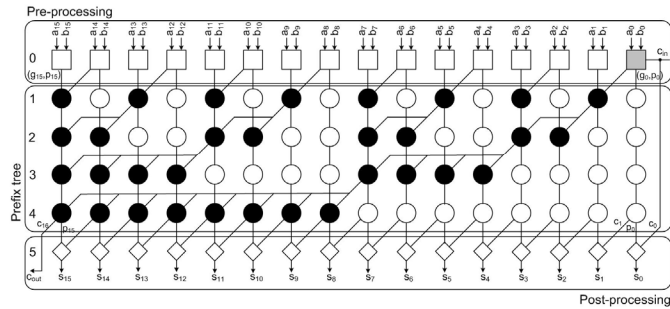 Pre-processing
a15 b15 a14 b14 a13 b13 a12 b12 a11 b11 a10 b10 a9 b9 a8 b8 a7 b7 a6 b6 a5 b5 a4 b4 a3 b3 a2 b2 a1 b1 a0 b0
0 cin
(g15,p15) (g0,p0)
Prefix tree
1
2
3
4
c16 p15 c1 p0 c0
5
cout s15 s14 s13 s12 s11 s10 s9 s8 s7 s6 s5 s4 s3 s2 s1 s0
Post-processing